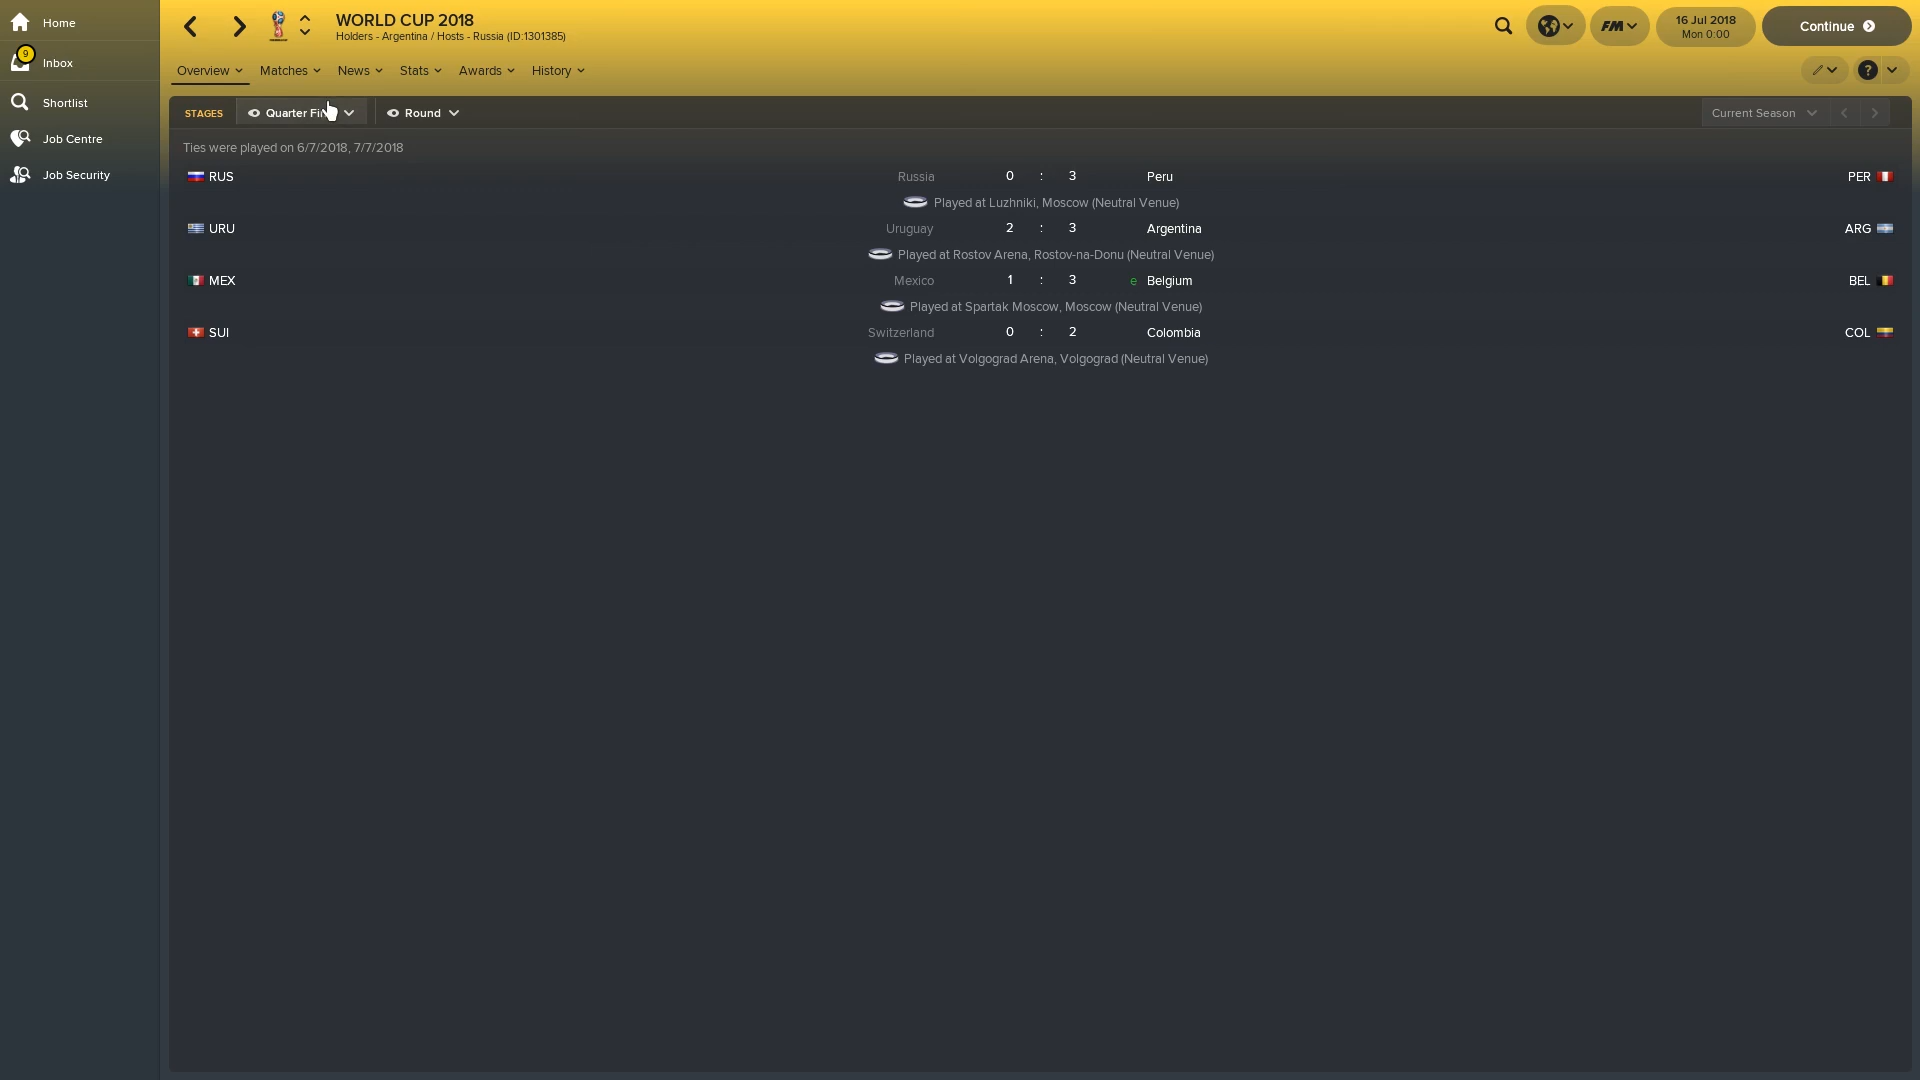 Home
9
Inbox
Shortlist
Job Centre
Job Security
WORLD CUP 2018
Holders - Argentina / Hosts - Russia (ID:1301385)
FM
16 Jul 2018
Mon 0:00
Continue
Overview Matches News Stats Awards History
?
STAGES Quarter Round Current Season
Ties were played on 6/7/2018, 7/7/2018
RUS Russia 0 : 3 Peru PER
Played at Luzhniki, Moscow (Neutral Venue)
URU Uruguay 2 : 3 Argentina ARG
Played at Rostov Arena, Rostov-na-Donu (Neutral Venue)
MEX Mexico 1 : 3 e Belgium BEL
Played at Spartak Moscow, Moscow (Neutral Venue)
SUI Switzerland 0 : 2 Colombia COL
Played at Volgograd Arena, Volgograd (Neutral Venue)